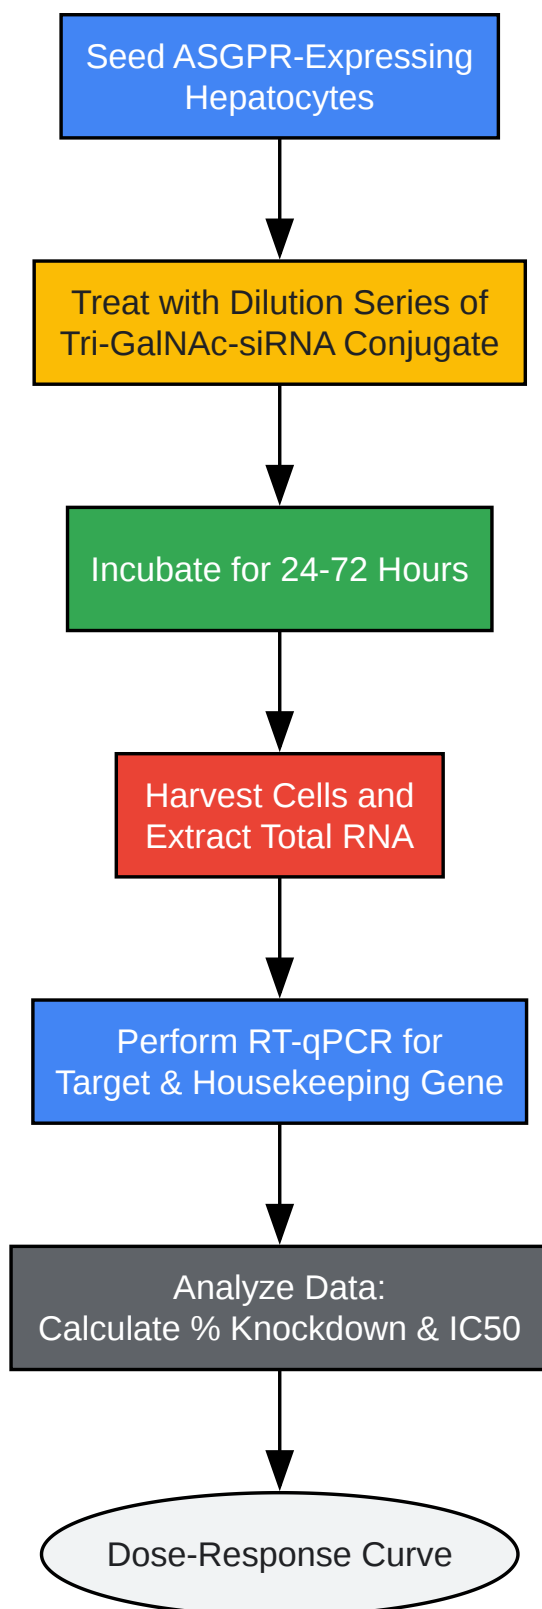 Seed ASGPR-Expressing
Hepatocytes
Treat with Dilution Series of
Tri-GalNAc-siRNA Conjugate
Incubate for 24-72 Hours
Harvest Cells and
Extract Total RNA
Perform RT-qPCR for
Target & Housekeeping Gene
Analyze Data:
Calculate % Knockdown & IC50
Dose-Response Curve